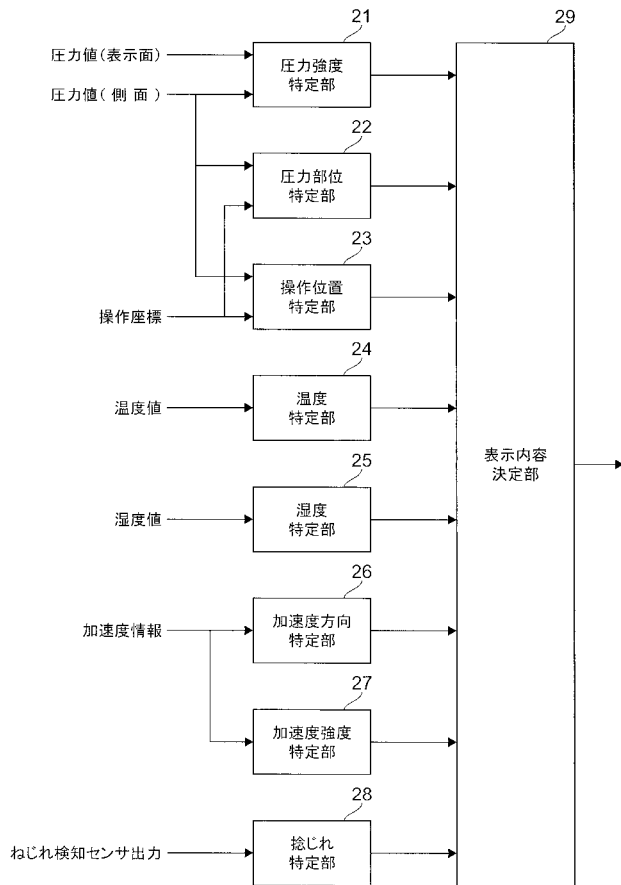 21
29
圧力値(表示面)
圧力強度
特定部
圧力値( 側 面 )
22
圧力部位
特定部
23
操作位置
特定部
操作座標
24
温度値
温度
特定部
表示内容
決定部
25
湿度値
湿度
特定部
26
加速度情報
加速度方向
特定部
27
加速度強度
特定部
28
ねじれ検知センサ出力
捻じれ
特定部